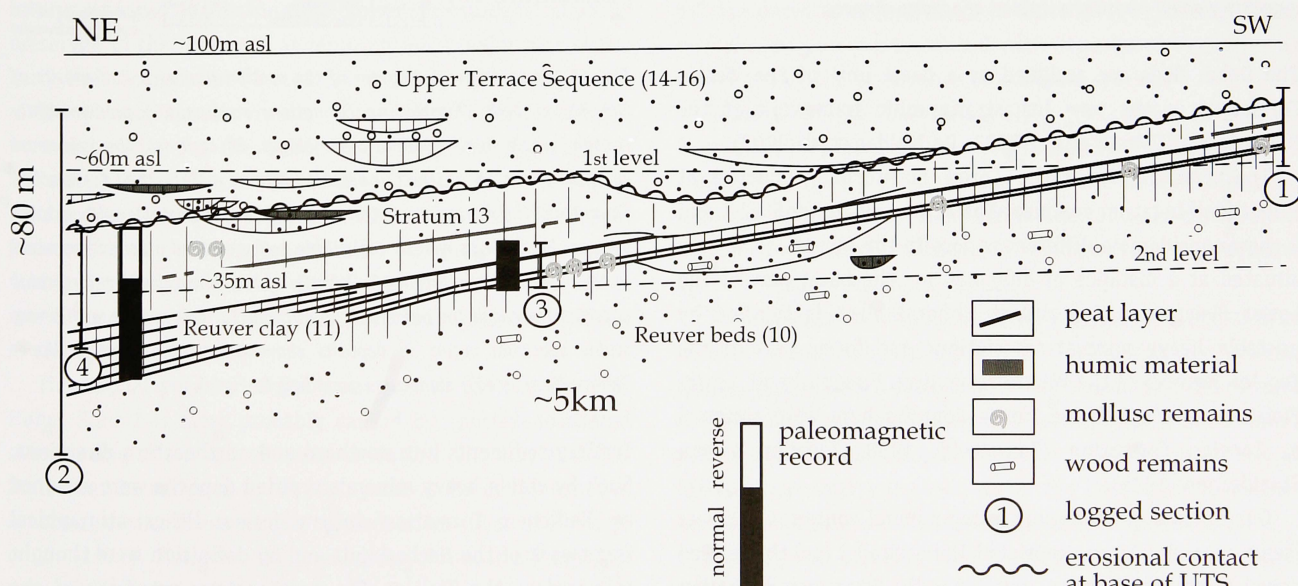 NE
SW
~100m asl
Upper Terrace Sequence (14-16)
~60m asl
1st level
~80 m
Stratum 13
1
~35m asl
2nd level
3
Reuver clay (11)
Reuver beds (10)
4
~5km
2
peat layer
humic material
mollusc remains
wood remains
1
logged section
erosional contact
at base of UTS
paleomagnetic
record
reverse
normal